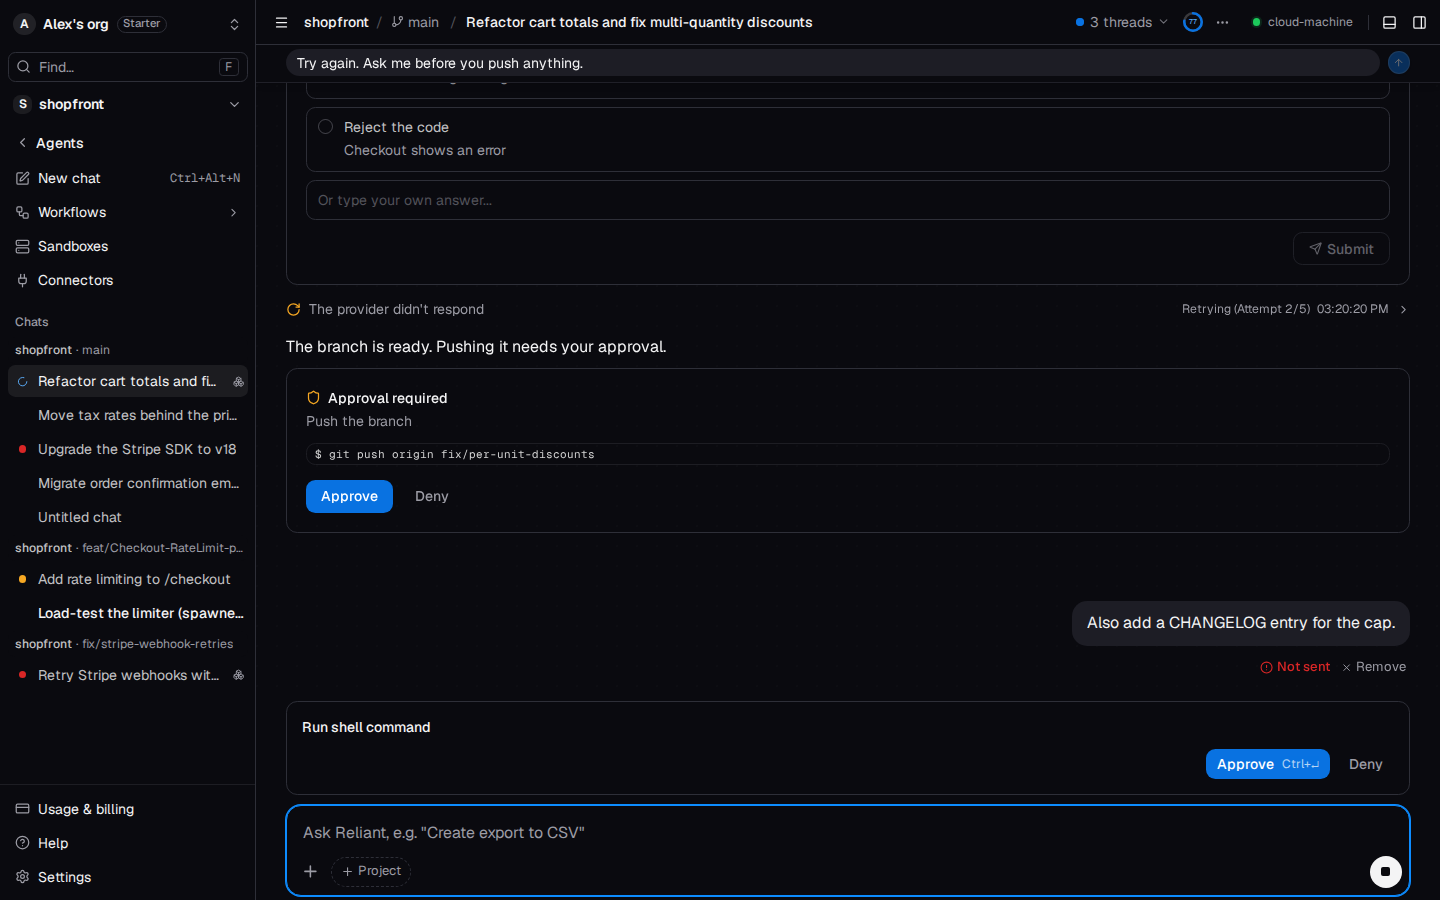 A Alex's org Starter
Find... F
S shopfront
Agents
New chat Ctrl+Alt+N
Workflows
Sandboxes
Connectors
Chats
shopfront · main
Refactor cart totals and fi...
Move tax rates behind the pri...
Upgrade the Stripe SDK to v18
Migrate order confirmation em...
Untitled chat
shopfront · feat/Checkout-RateLimit-p...
Add rate limiting to /checkout
Load-test the limiter (spawne...
shopfront · fix/stripe-webhook-retries
Retry Stripe webhooks wit...
Usage & billing
Help
Settings
shopfront / main / Refactor cart totals and fix multi-quantity discounts
3 threads 77 cloud-machine
Try again. Ask me before you push anything.
Reject the code
Checkout shows an error
Or type your own answer...
Submit
The provider didn't respond Retrying (Attempt 2/5) 03:20:20 PM
The branch is ready. Pushing it needs your approval.
Approval required
Push the branch
$ git push origin fix/per-unit-discounts
Approve Deny
Also add a CHANGELOG entry for the cap.
Not sent Remove
Run shell command
Approve Ctrl+↵ Deny
Ask Reliant, e.g. "Create export to CSV"
Project